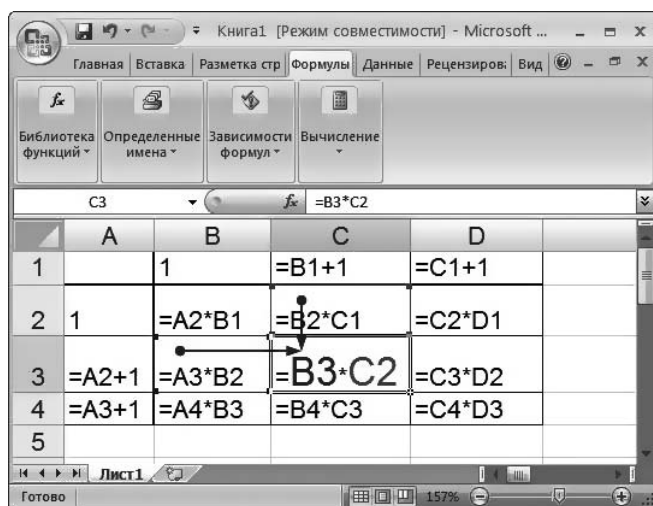 Книга1 [Режим совместимости] - Microsoft ...
Главная Вставка Разметка стр Формулы Данные Рецензиров: Вид
fx
Библиотека функций Определенные имена Зависимости формул Вычисление
C3 fx =B3*C2
A B C D
1 1 =B1+1 =C1+1
2 1 =A2*B1 =B2*C1 =C2*D1
3 =A2+1 =A3*B2 =B3*C2 =C3*D2
4 =A3+1 =A4*B3 =B4*C3 =C4*D3
5
Лист1
Готово 157%